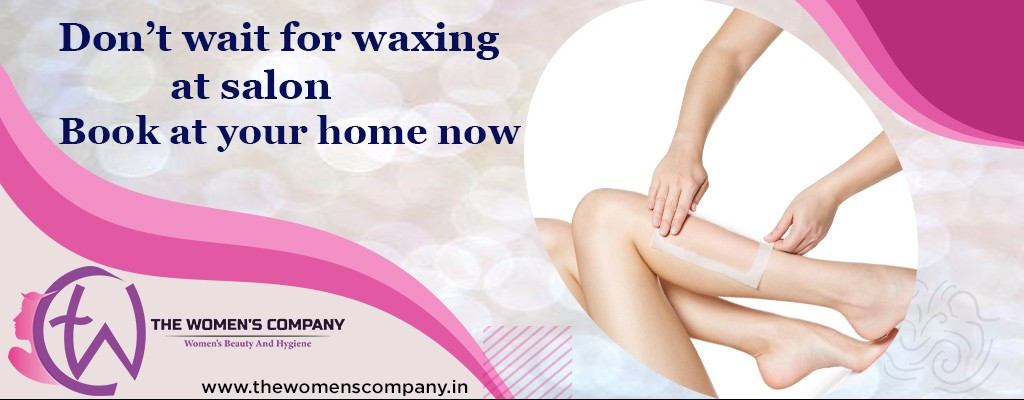 Don't wait for waxing
at salon
Book at your home now
tW
THE WOMEN'S COMPANY
Women's Beauty And Hygiene
www.thewomenscompany.in